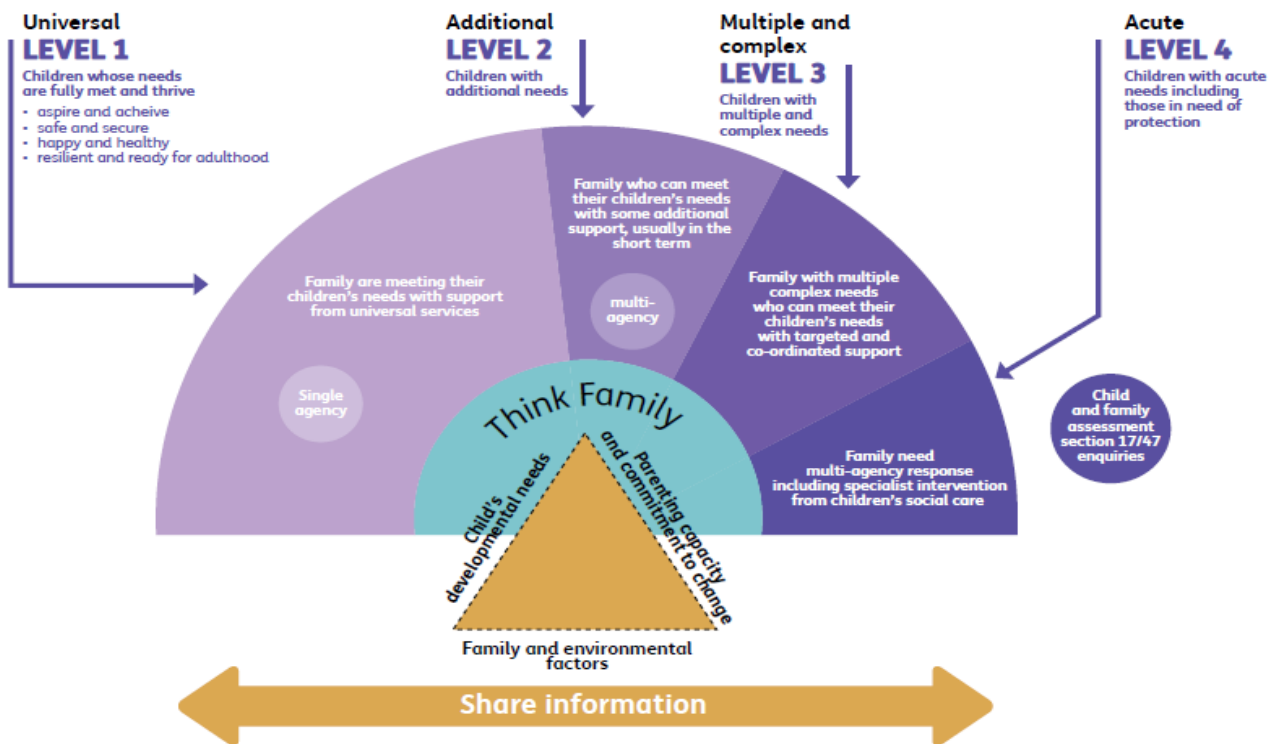 Universal
LEVEL 1
Children whose needs
are fully met and thrive
• aspire and acheive
• safe and secure
• happy and healthy
• resilient and ready for adulthood
Additional
LEVEL 2
Children with
additional needs
Multiple and
complex
LEVEL 3
Children with
multiple and
complex needs
Acute
LEVEL 4
Children with acute
needs including
those in need of
protection
Family are meeting their
children's needs with support
from universal services
Single
agency
Family who can meet
their children's needs
with some additional
support, usually in the
short term
multi-
agency
Family with multiple
complex needs
who can meet their
children's needs
with targeted and
co-ordinated support
Family need
multi-agency response
including specialist intervention
from children's social care
Child
and family
assessment
section 17/47
enquiries
Think Family
Child's
developmental needs
Parenting capacity
and commitment to change
Family and environmental
factors
Share information